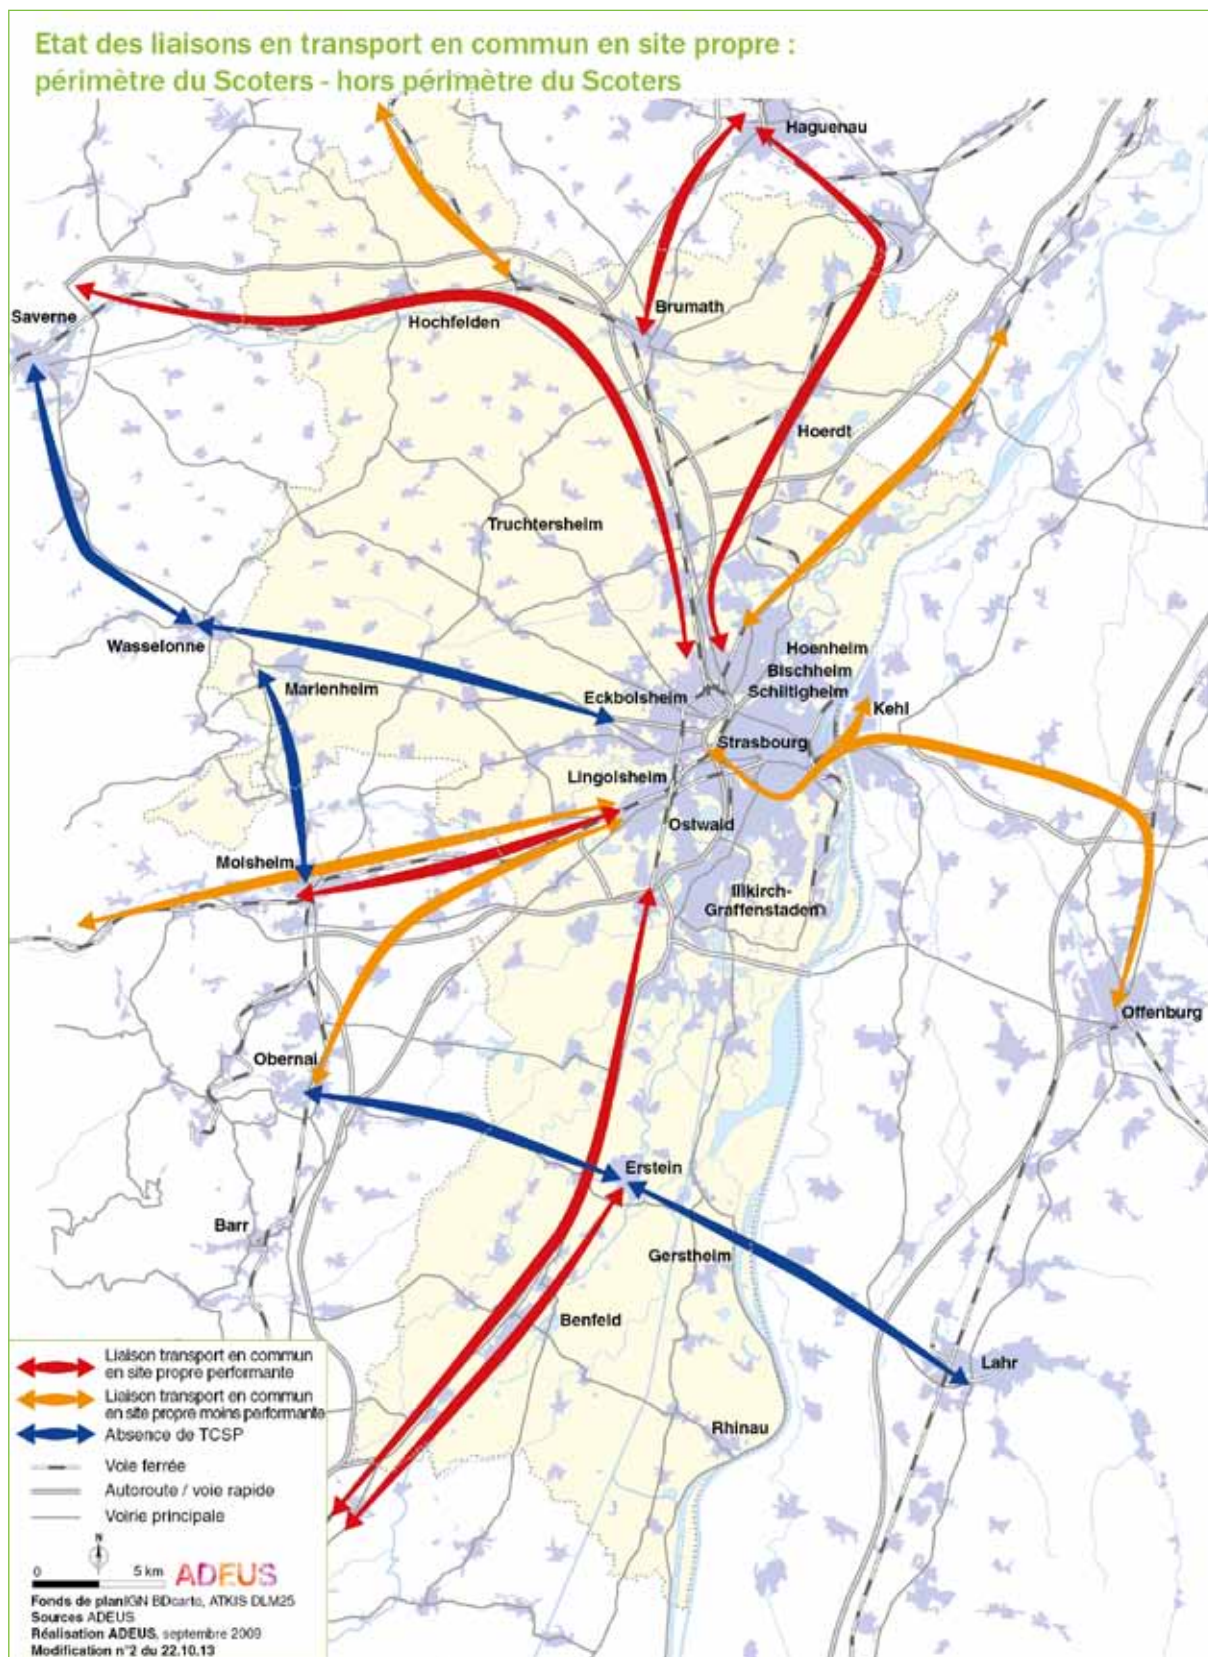 Etat des liaisons en transport en commun en site propre :
périmètre du Scoters - hors périmètre du Scoters
Haguenau
Saverne
Hochfelden
Brumath
Hoerdt
Truchtersheim
Wasselonne
Marlenheim
Hoenheim
Bischheim
Schiltigheim
Eckbolsheim
Kehl
Strasbourg
Lingolsheim
Ostwald
Molsheim
Illkirch-
Graffenstaden
Offenburg
Obernai
Erstein
Barr
Gerstheim
Benfeld
Lahr
Rhinau
Liaison transport en commun
en site propre performante
Liaison transport en commun
en site propre moins performante
Absence de TCSP
Voie ferrée
Autoroute / voie rapide
Voirie principale
N
0 5 km
ADEUS
Fonds de planIGN BDcarto, ATKIS DLM25
Sources ADEUS
Réalisation ADEUS, septembre 2009
Modification n°2 du 22.10.13